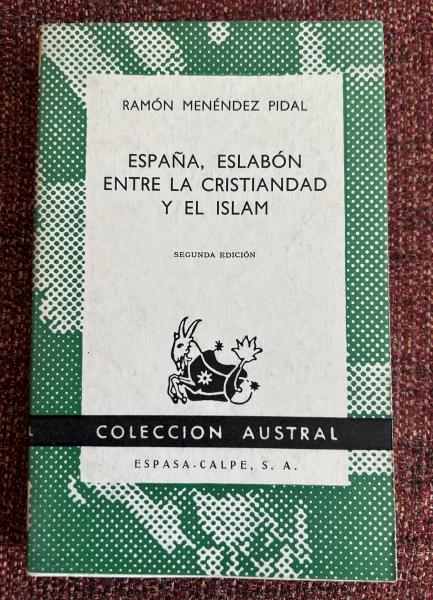 RAMÓN MENÉNDEZ PIDAL
ESPAÑA, ESLABÓN
ENTRE LA CRISTIANDAD
Y EL ISLAM
SEGUNDA EDICIÓN
COLECCION AUSTRAL
ESPASA-CALPE, S. A.